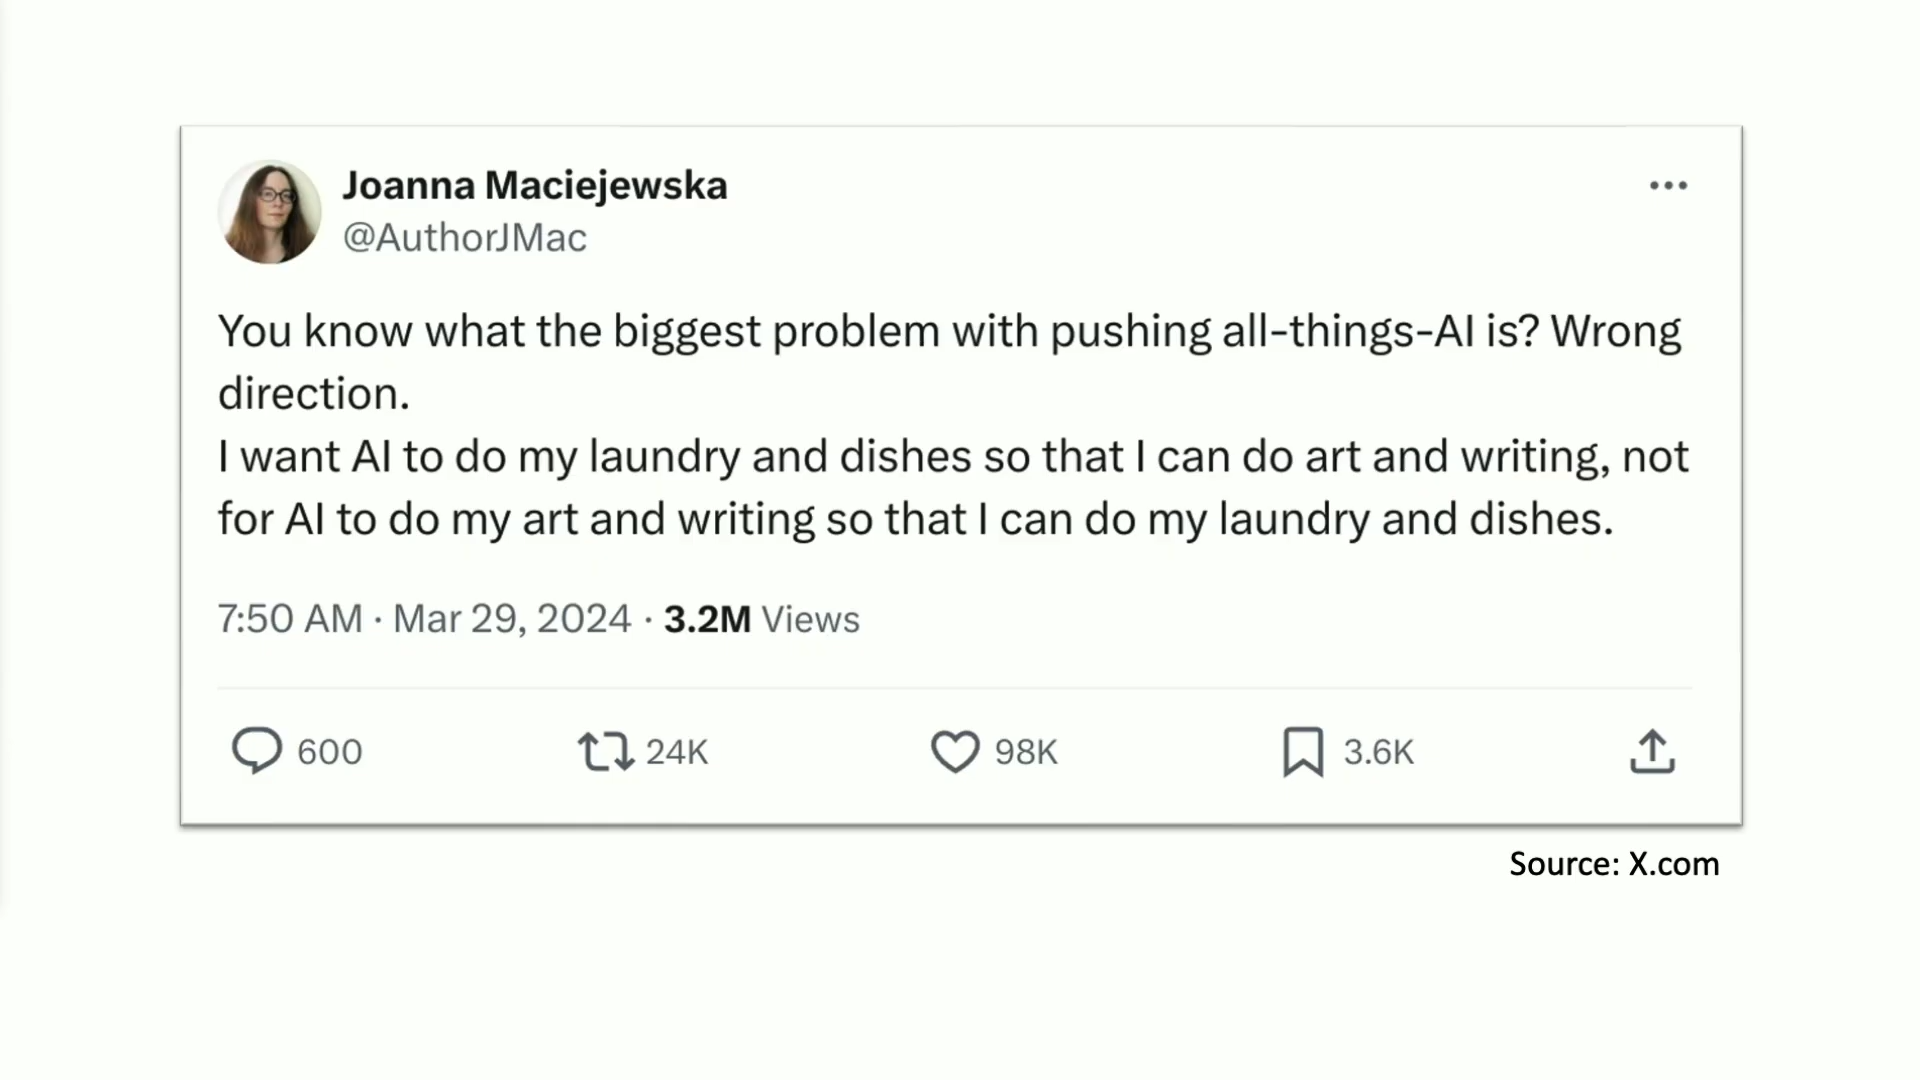 Joanna Maciejewska
@AuthorJMac
You know what the biggest problem with pushing all-things-AI is? Wrong
direction.
I want AI to do my laundry and dishes so that I can do art and writing, not
for AI to do my art and writing so that I can do my laundry and dishes.
7:50 AM · Mar 29, 2024 · 3.2M Views
600 24K 98K 3.6K
Source: X.com